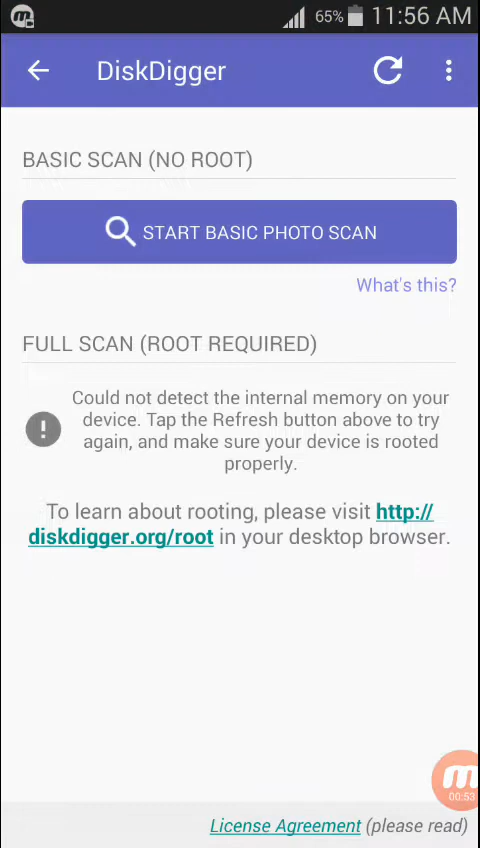 65% 11:56 AM
DiskDigger
BASIC SCAN (NO ROOT)
START BASIC PHOTO SCAN
What's this?
FULL SCAN (ROOT REQUIRED)
Could not detect the internal memory on your
device. Tap the Refresh button above to try
again, and make sure your device is rooted
properly.
To learn about rooting, please visit http://
diskdigger.org/root in your desktop browser.
00:53
License Agreement (please read)